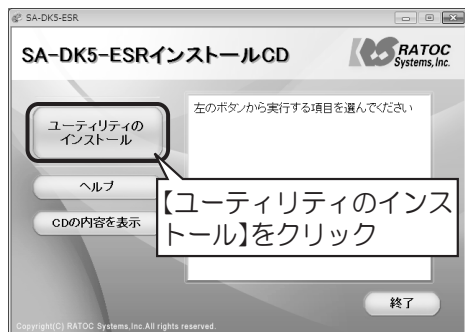 SA-DK5-ESR
SA-DK5-ESRインストールCD
RATOC
Systems, Inc.
左のボタンから実行する項目を選んでください
ユーティリティの
インストール
ヘルプ
CDの内容を表示
【ユーティリティのインス
トール】をクリック
終了
Copyright(C) RATOC Systems,Inc.All rights reserved.